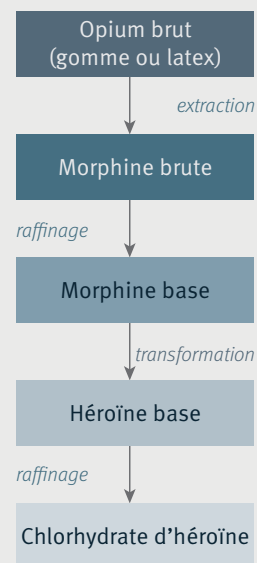 Opium brut
(gomme ou latex)
extraction
Morphine brute
raffinage
Morphine base
transformation
Héroïne base
raffinage
Chlorhydrate d'héroïne